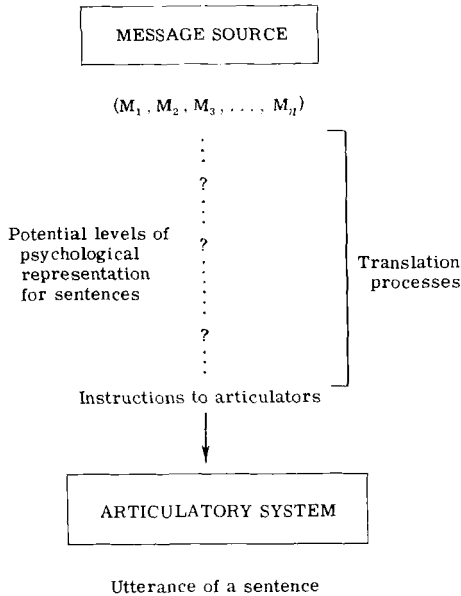 MESSAGE SOURCE
(M₁, M₂, M₃, ..., Mₙ)
?
Potential levels of
psychological
representation
for sentences
?
Translation
processes
?
Instructions to articulators
ARTICULATORY SYSTEM
Utterance of a sentence